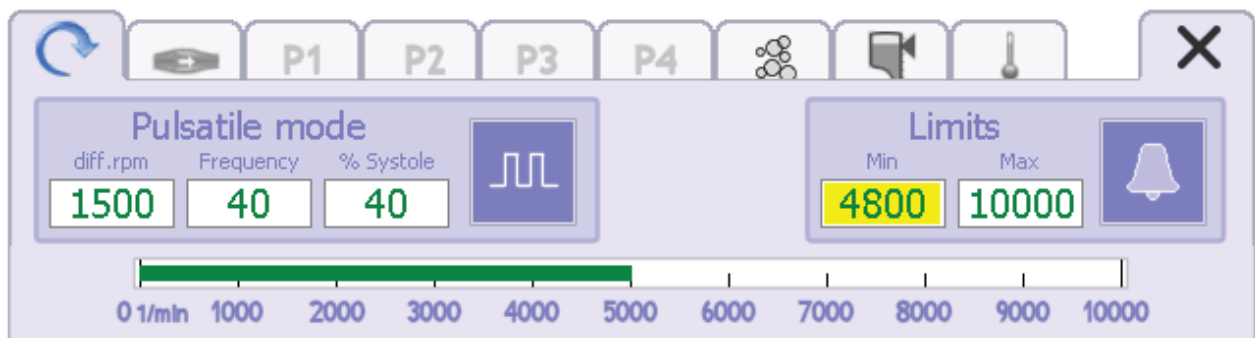 P1 P2 P3 P4
Pulsatile mode
diff.rpm Frequency % Systole
1500 40 40
Limits
Min Max
4800 10000
0 1/min 1000 2000 3000 4000 5000 6000 7000 8000 9000 10000